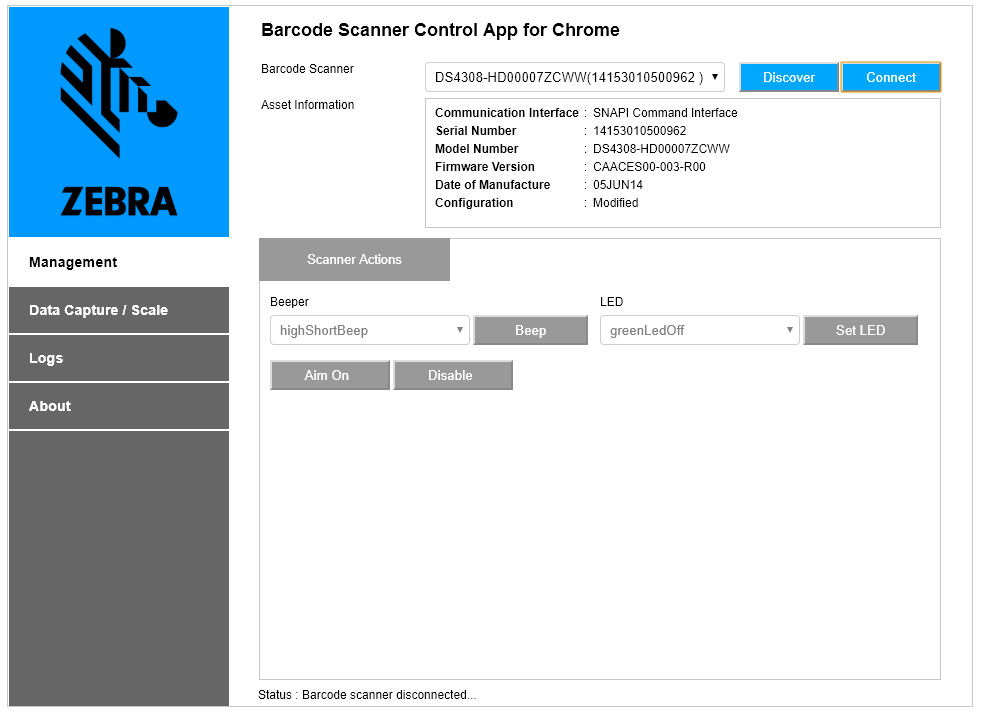 ZEBRA
Management
Data Capture / Scale
Logs
About
Barcode Scanner Control App for Chrome
Barcode Scanner
DS4308-HD00007ZCWW(14153010500962 )
Discover
Connect
Asset Information
Communication Interface : SNAPI Command Interface
Serial Number : 14153010500962
Model Number : DS4308-HD00007ZCWW
Firmware Version : CAACES00-003-R00
Date of Manufacture : 05JUN14
Configuration : Modified
Scanner Actions
Beeper
highShortBeep
Beep
LED
greenLedOff
Set LED
Aim On
Disable
Status : Barcode scanner disconnected...